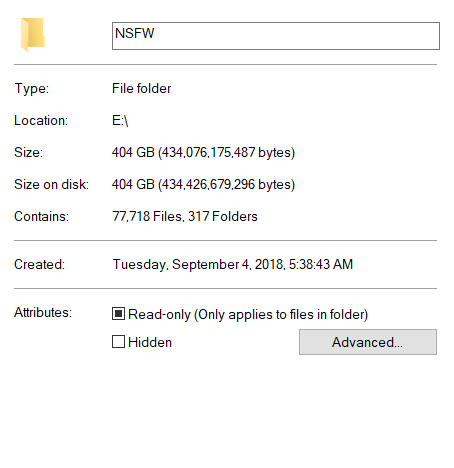 NSFW
Type: File folder
Location: E:\
Size: 404 GB (434,076,175,487 bytes)
Size on disk: 404 GB (434,426,679,296 bytes)
Contains: 77,718 Files, 317 Folders
Created: Tuesday, September 4, 2018, 5:38:43 AM
Attributes: Read-only (Only applies to files in folder)
Hidden Advanced...